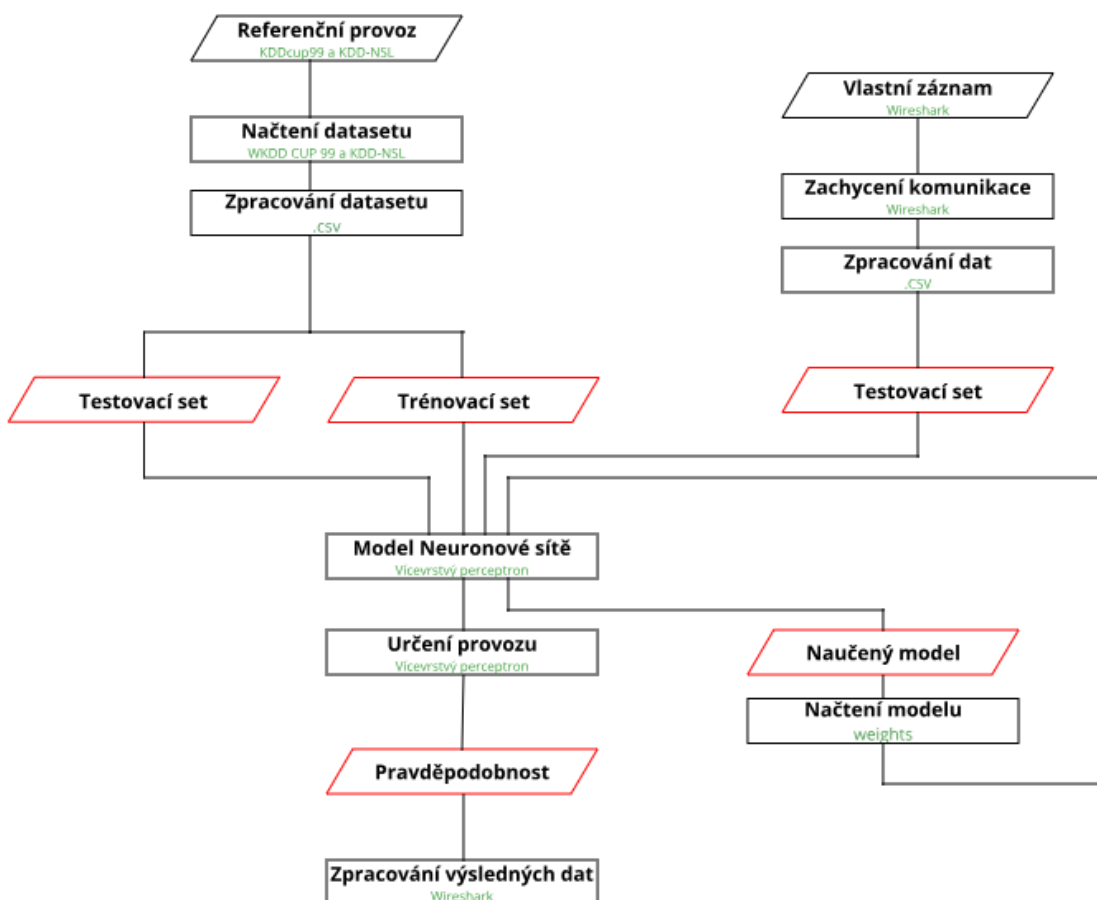 Referenční provoz
KDDcup99 a KDD-NSL
Načtení datasetu
WKDD CUP 99 a KDD-NSL
Zpracování datasetu
.csv
Vlastní záznam
Wireshark
Zachycení komunikace
Wireshark
Zpracování dat
.CSV
Testovací set
Trénovací set
Testovací set
Model Neuronové sítě
Vícevrstvý perceptron
Určení provozu
Vícevrstvý perceptron
Naučený model
Načtení modelu
weights
Pravděpodobnost
Zpracování výsledných dat
Wireshark